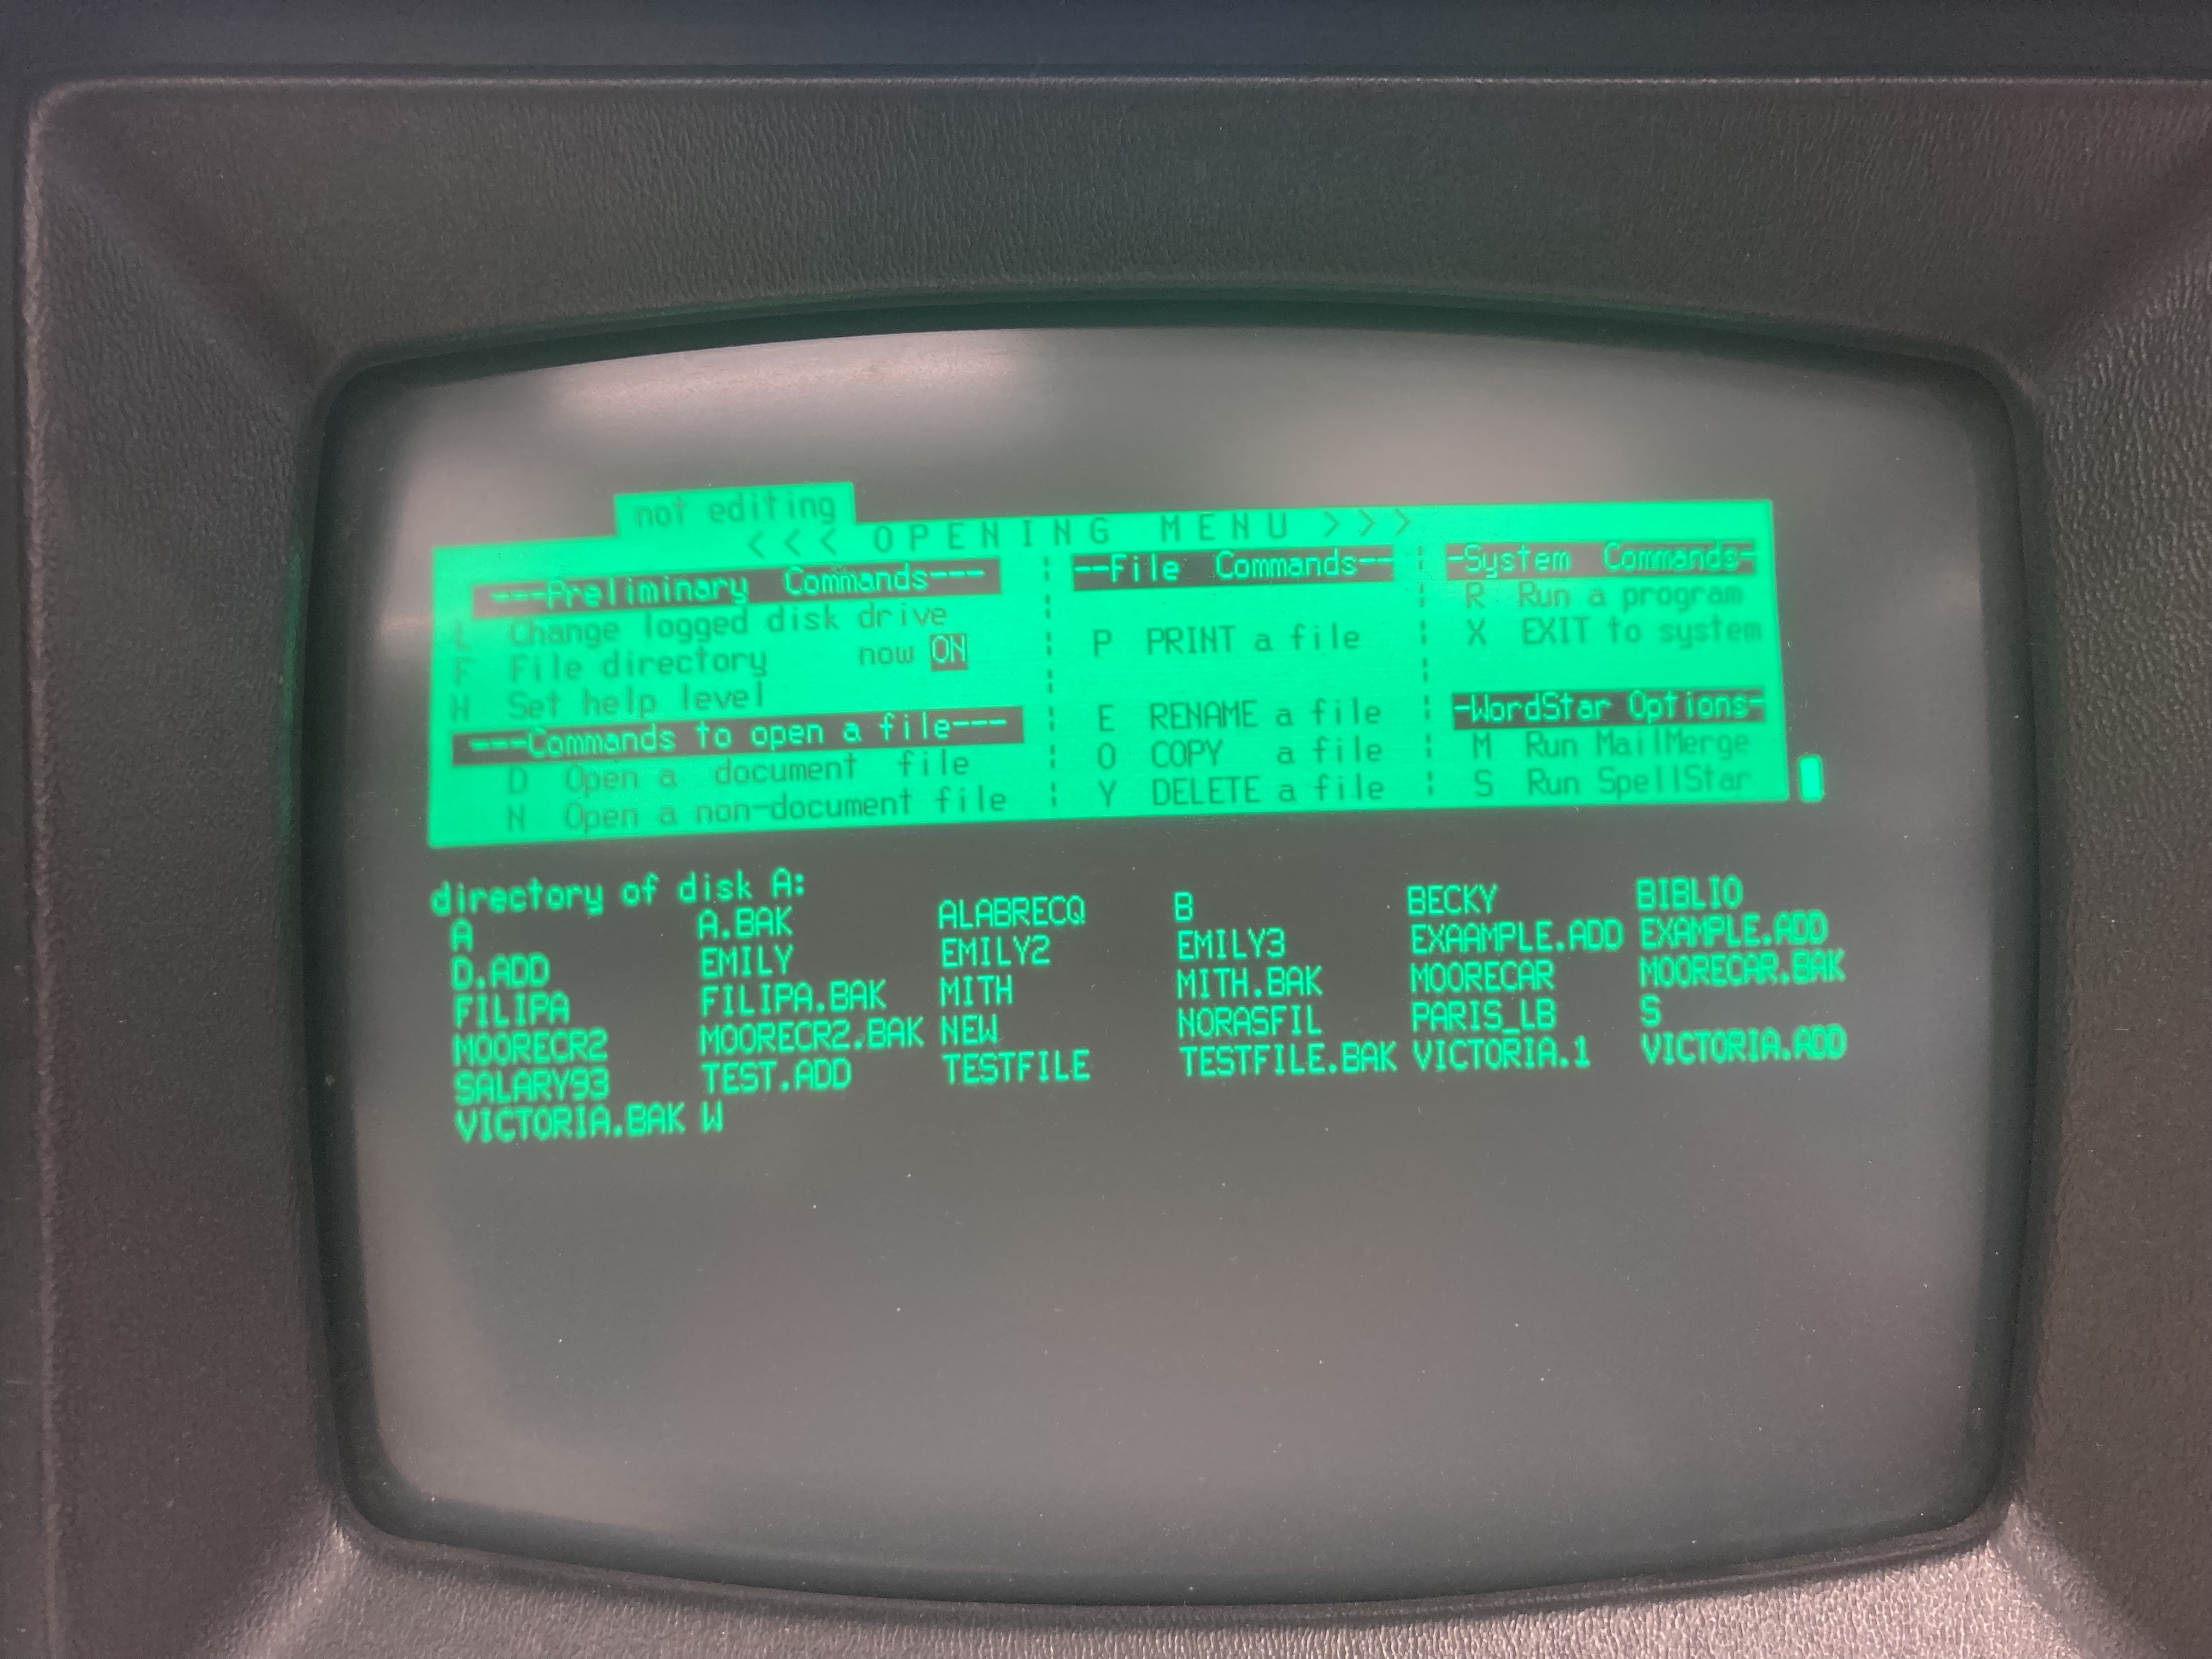 not editing
< < < O P E N I N G   M E N U > > >
---Preliminary Commands--- --File Commands-- -System Commands-
L Change logged disk drive R Run a program
F File directory now ON P PRINT a file X EXIT to system
H Set help level
---Commands to open a file--- E RENAME a file -WordStar Options-
D Open a document file O COPY a file M Run MailMerge
N Open a non-document file Y DELETE a file S Run SpellStar
directory of disk A:
A A.BAK ALABRECQ B BECKY BIBLIO
D.ADD EMILY EMILY2 EMILY3 EXAAMPLE.ADD EXAMPLE.ADD
FILIPA FILIPA.BAK MITH MITH.BAK MOORECAR MOORECAR.BAK
MOORECR2 MOORECR2.BAK NEW NORASFIL PARIS_LB S
SALARY93 TEST.ADD TESTFILE TESTFILE.BAK VICTORIA.1 VICTORIA.ADD
VICTORIA.BAK W